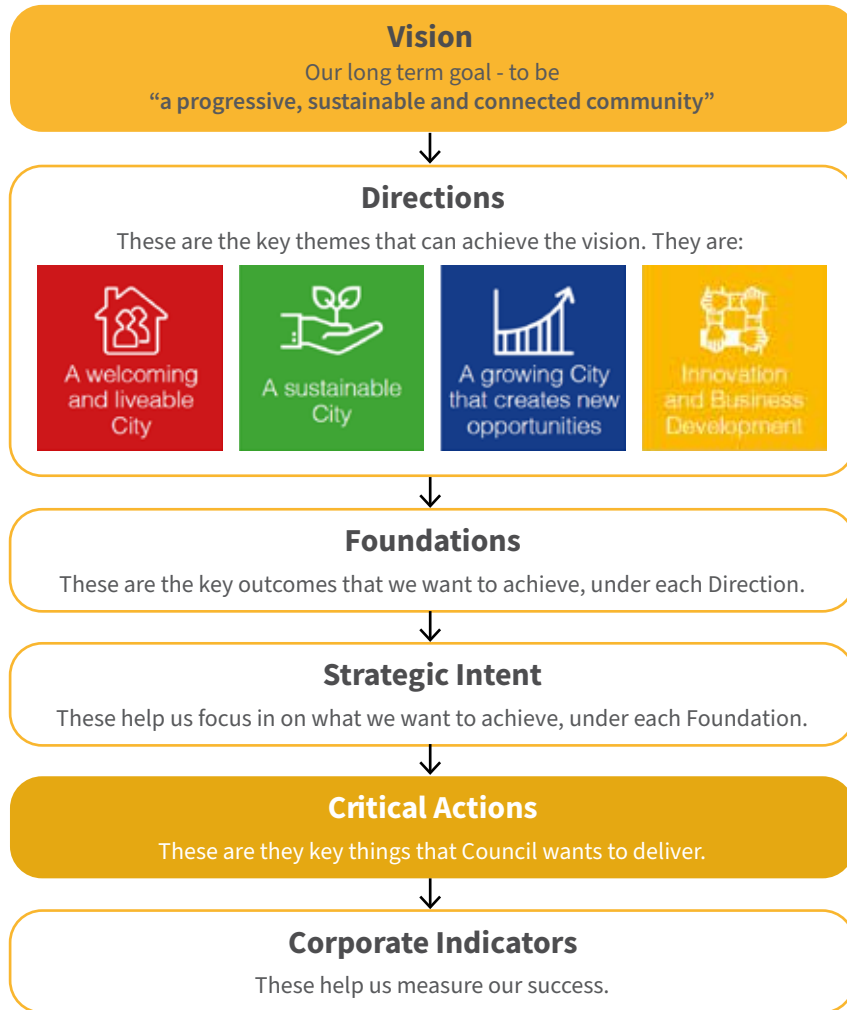 Vision
Our long term goal - to be
“a progressive, sustainable and connected community”
Directions
These are the key themes that can achieve the vision. They are:
A welcoming
and liveable
City
A sustainable
City
A growing City
that creates new
opportunities
Innovation
and Business
Development
Foundations
These are the key outcomes that we want to achieve, under each Direction.
Strategic Intent
These help us focus in on what we want to achieve, under each Foundation.
Critical Actions
These are they key things that Council wants to deliver.
Corporate Indicators
These help us measure our success.